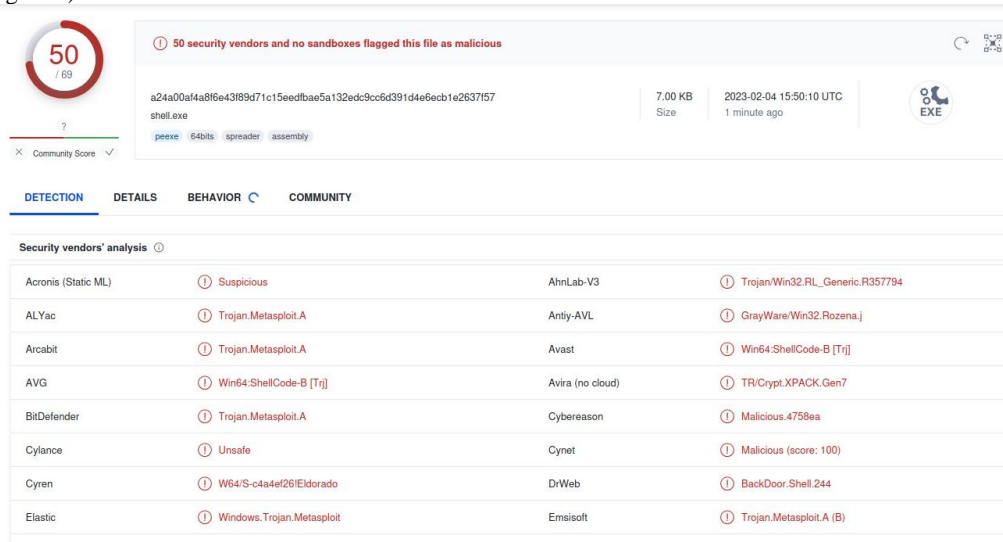 50
/ 69
?
Community Score
50 security vendors and no sandboxes flagged this file as malicious
a24a00af4a8f6e43f89d71c15eedfbae5a132edc9cc6d391d4e6ecb1e2637f57
shell.exe
peexe 64bits spreader assembly
7.00 KB
Size
2023-02-04 15:50:10 UTC
1 minute ago
EXE
DETECTION DETAILS BEHAVIOR COMMUNITY
Security vendors' analysis
Acronis (Static ML) Suspicious AhnLab-V3 Trojan/Win32.RL_Generic.R357794
ALYac Trojan.Metasploit.A Antiy-AVL GrayWare/Win32.Rozena.j
Arcabit Trojan.Metasploit.A Avast Win64:ShellCode-B [Trj]
AVG Win64:ShellCode-B [Trj] Avira (no cloud) TR/Crypt.XPACK.Gen7
BitDefender Trojan.Metasploit.A Cybereason Malicious.4758ea
Cylance Unsafe Cynet Malicious (score: 100)
Cyren W64/S-c4a4ef26!Eldorado DrWeb BackDoor.Shell.244
Elastic Windows.Trojan.Metasploit Emsisoft Trojan.Metasploit.A (B)